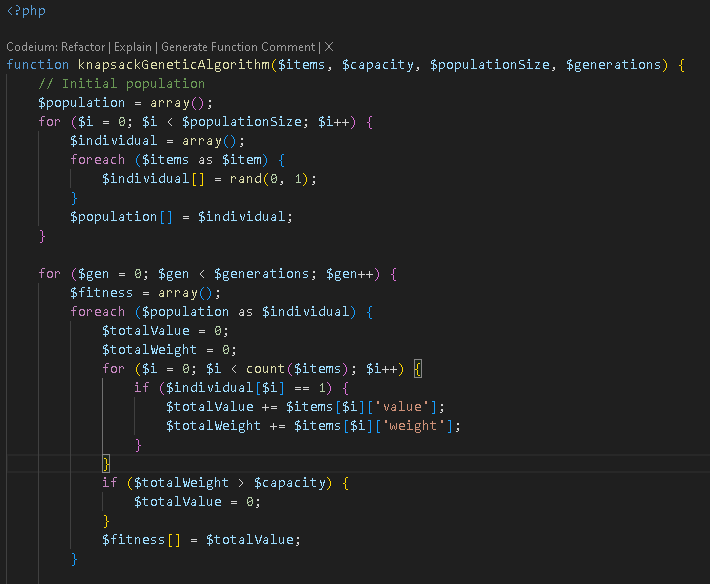 <?php
Codeium: Refactor | Explain | Generate Function Comment | X
function knapsackGeneticAlgorithm($items, $capacity, $populationSize, $generations) {
    // Initial population
    $population = array();
    for ($i = 0; $i < $populationSize; $i++) {
        $individual = array();
        foreach ($items as $item) {
            $individual[] = rand(0, 1);
        }
        $population[] = $individual;
    }
    for ($gen = 0; $gen < $generations; $gen++) {
        $fitness = array();
        foreach ($population as $individual) {
            $totalValue = 0;
            $totalWeight = 0;
            for ($i = 0; $i < count($items); $i++) {
                if ($individual[$i] == 1) {
                    $totalValue += $items[$i]['value'];
                    $totalWeight += $items[$i]['weight'];
                }
            }
            if ($totalWeight > $capacity) {
                $totalValue = 0;
            }
            $fitness[] = $totalValue;
        }